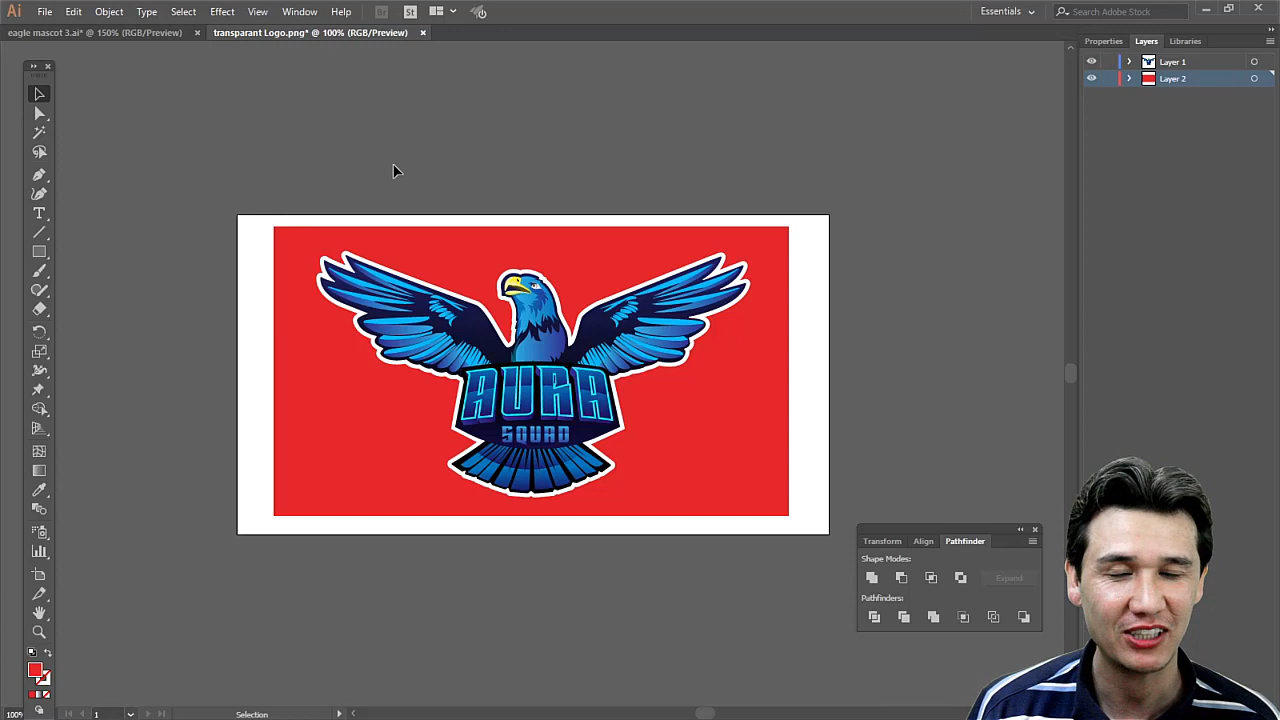 Ai File Edit Object Type Select Effect View Window Help Br St Essentials Search Adobe Stock
eagle mascot 3.ai* @ 150% (RGB/Preview) × transparant Logo.png* @ 100% (RGB/Preview) ×
Properties Layers Libraries
Layer 1
Layer 2
AURA
SQUAD
Transform Align Pathfinder
Shape Modes:
Expand
Pathfinders:
100% 1 Selection